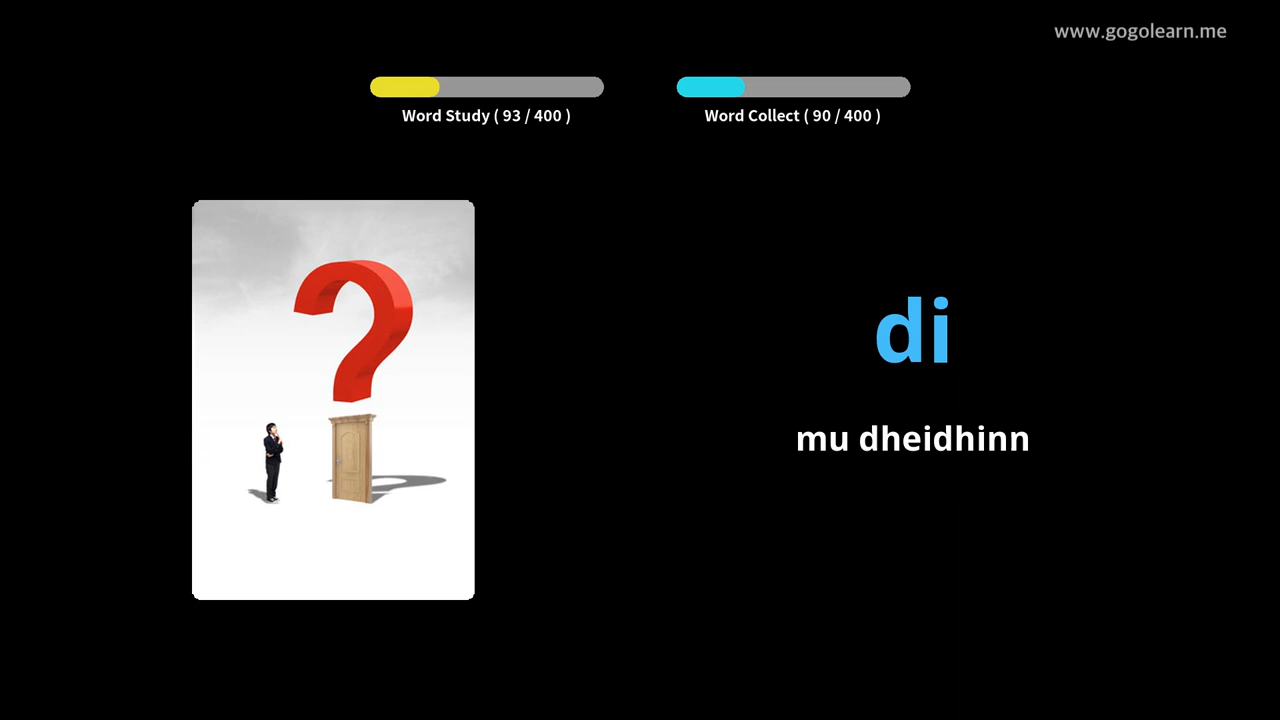 www.gogolearn.me
Word Study ( 93 / 400 )
Word Collect ( 90 / 400 )
?
di
mu dheidhinn